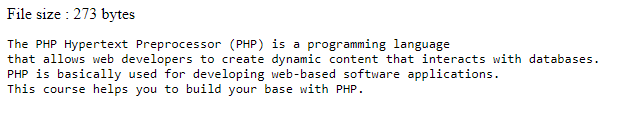 File size : 273 bytes
The PHP Hypertext Preprocessor (PHP) is a programming language
that allows web developers to create dynamic content that interacts with databases.
PHP is basically used for developing web-based software applications.
This course helps you to build your base with PHP.